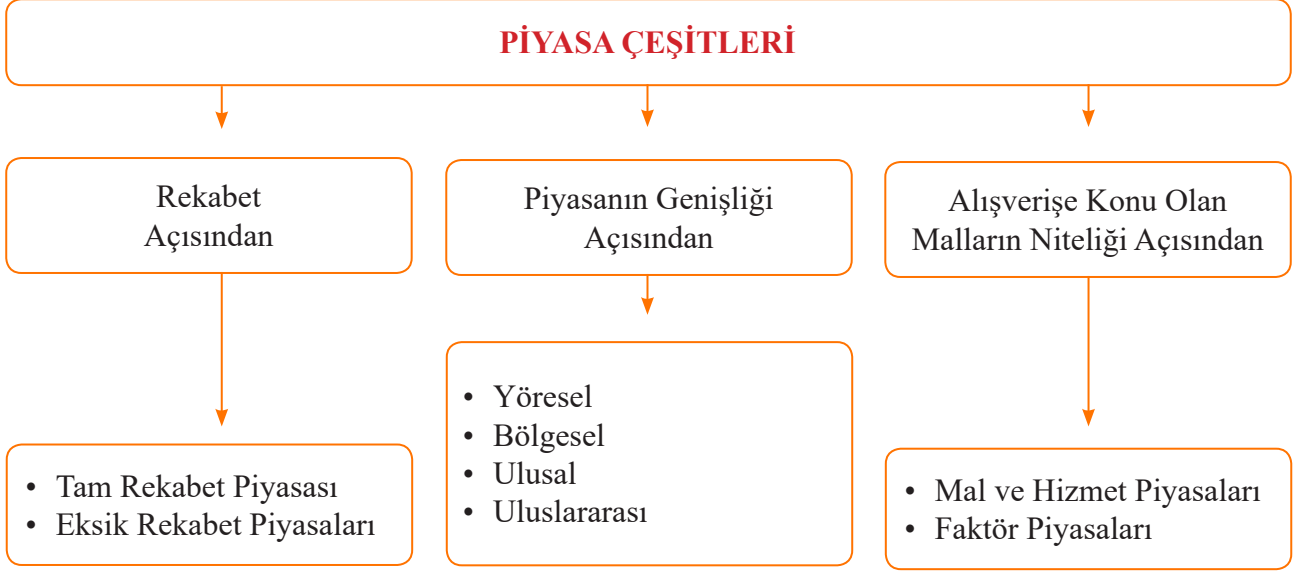 PİYASA ÇEŞİTLERİ
Rekabet
Açısından
Piyasanın Genişliği
Açısından
Alışverişe Konu Olan
Malların Niteliği Açısından
• Tam Rekabet Piyasası
• Eksik Rekabet Piyasaları
• Yöresel
• Bölgesel
• Ulusal
• Uluslararası
• Mal ve Hizmet Piyasaları
• Faktör Piyasaları